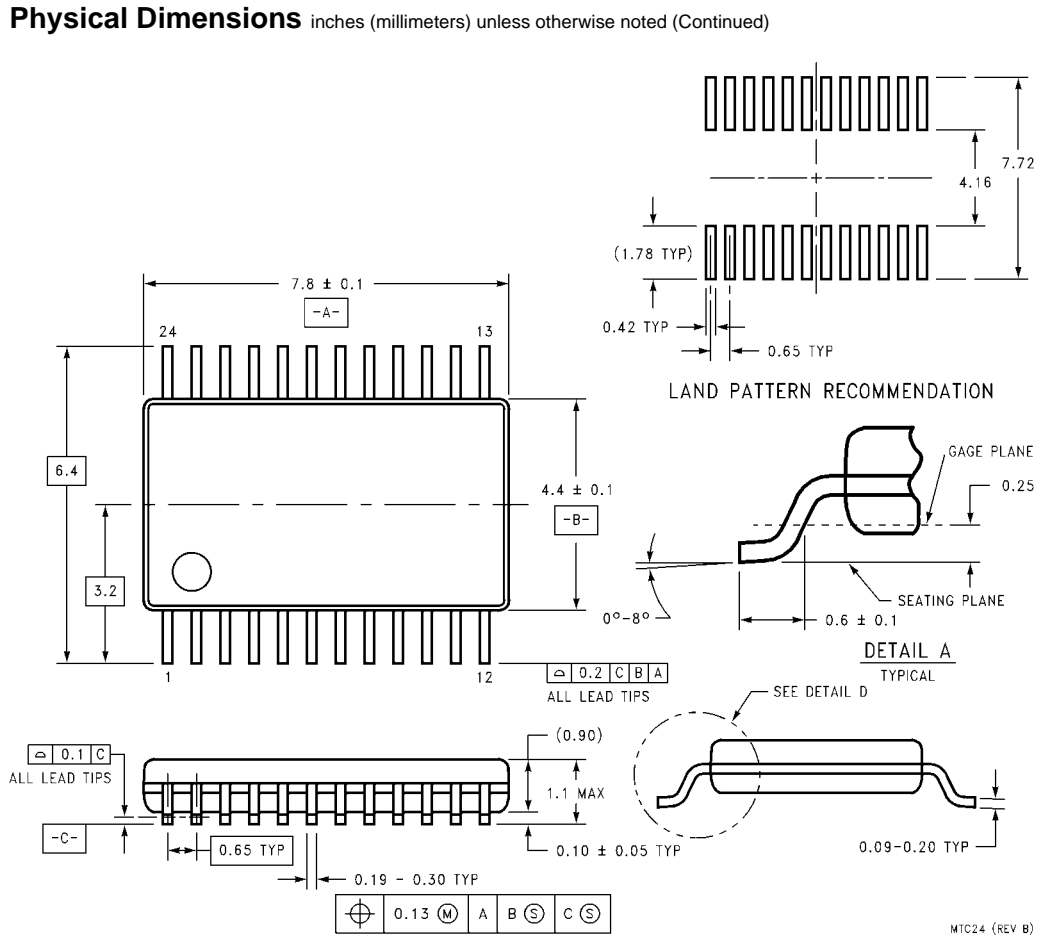 Physical Dimensions inches (millimeters) unless otherwise noted (Continued)
7.72
4.16
(1.78 TYP)
0.42 TYP
0.65 TYP
LAND PATTERN RECOMMENDATION
7.8 ± 0.1
-A-
24
13
6.4
3.2
4.4 ± 0.1
-B-
1
12
⌓ 0.2 C B A
ALL LEAD TIPS
GAGE PLANE
0.25
SEATING PLANE
0°-8°
0.6 ± 0.1
DETAIL A
TYPICAL
SEE DETAIL D
(0.90)
⌓ 0.1 C
ALL LEAD TIPS
1.1 MAX
-C-
0.65 TYP
0.10 ± 0.05 TYP
0.09-0.20 TYP
0.19 - 0.30 TYP
⌖ 0.13 Ⓜ A B Ⓢ C Ⓢ
MTC24 (REV B)